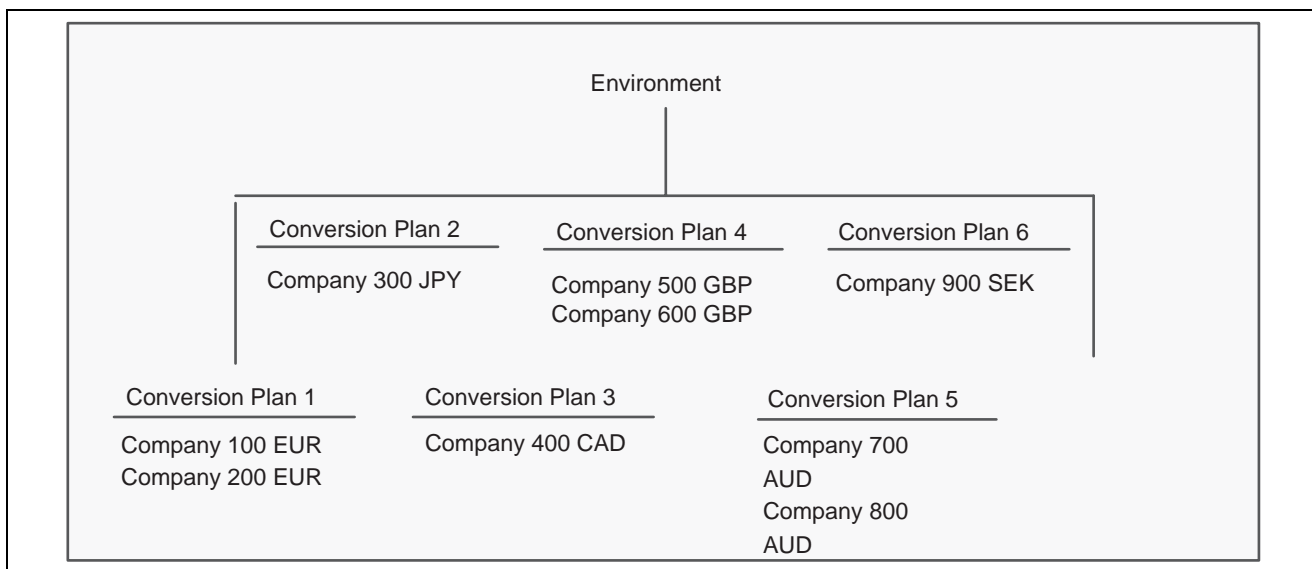 Environment
Conversion Plan 2
Company 300 JPY
Conversion Plan 4
Company 500 GBP
Company 600 GBP
Conversion Plan 6
Company 900 SEK
Conversion Plan 1
Company 100 EUR
Company 200 EUR
Conversion Plan 3
Company 400 CAD
Conversion Plan 5
Company 700
AUD
Company 800
AUD